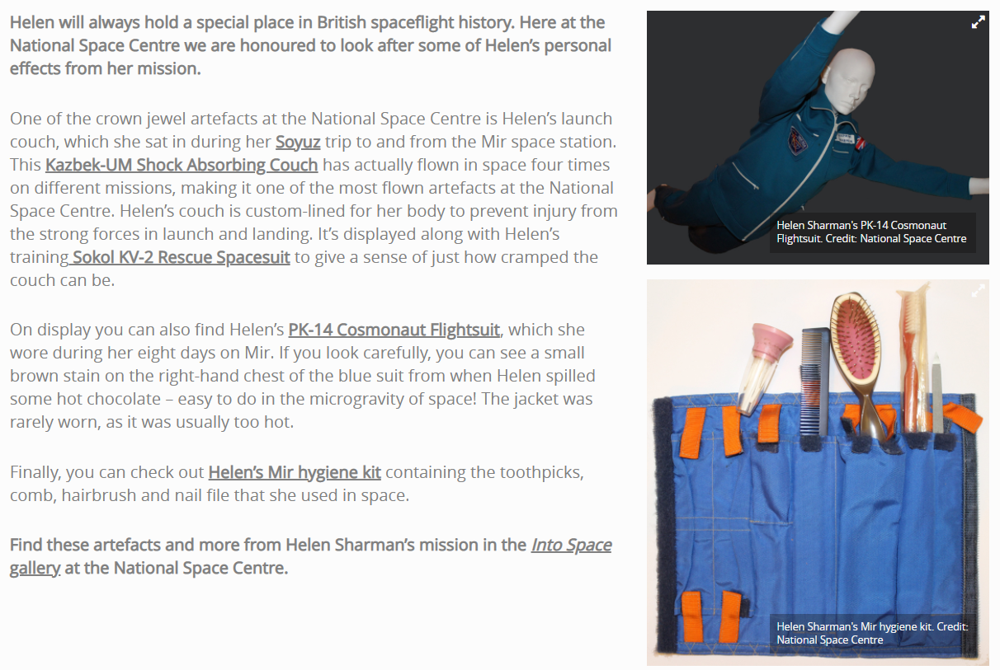 Helen will always hold a special place in British spaceflight history. Here at the
National Space Centre we are honoured to look after some of Helen’s personal
effects from her mission.
One of the crown jewel artefacts at the National Space Centre is Helen’s launch
couch, which she sat in during her Soyuz trip to and from the Mir space station.
This Kazbek-UM Shock Absorbing Couch has actually flown in space four times
on different missions, making it one of the most flown artefacts at the National
Space Centre. Helen’s couch is custom-lined for her body to prevent injury from
the strong forces in launch and landing. It’s displayed along with Helen’s
training Sokol KV-2 Rescue Spacesuit to give a sense of just how cramped the
couch can be.
On display you can also find Helen’s PK-14 Cosmonaut Flightsuit, which she
wore during her eight days on Mir. If you look carefully, you can see a small
brown stain on the right-hand chest of the blue suit from when Helen spilled
some hot chocolate – easy to do in the microgravity of space! The jacket was
rarely worn, as it was usually too hot.
Finally, you can check out Helen’s Mir hygiene kit containing the toothpicks,
comb, hairbrush and nail file that she used in space.
Find these artefacts and more from Helen Sharman’s mission in the Into Space
gallery at the National Space Centre.
Helen Sharman's PK-14 Cosmonaut
Flightsuit. Credit: National Space Centre
Helen Sharman's Mir hygiene kit. Credit:
National Space Centre